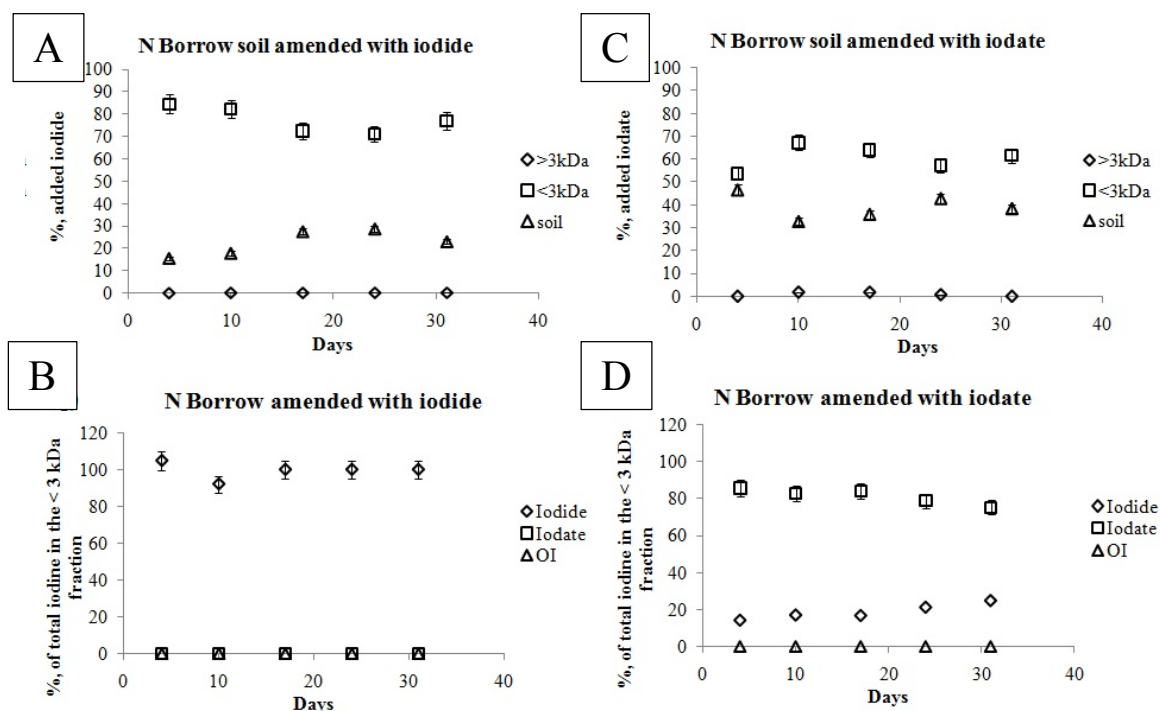 A
N Borrow soil amended with iodide
%, added iodide
100
90
80
70
60
50
40
30
20
10
0
0 10 20 30 40
Days
>3kDa
<3kDa
soil
C
N Borrow soil amended with iodate
%, added iodate
100
90
80
70
60
50
40
30
20
10
0
0 10 20 30 40
Days
>3kDa
<3kDa
soil
B
N Borrow amended with iodide
%, of total iodine in the < 3 kDa
fraction
120
100
80
60
40
20
0
0 10 20 30 40
Days
Iodide
Iodate
OI
D
N Borrow amended with iodate
%, of total iodine in the < 3 kDa
fraction
120
100
80
60
40
20
0
0 10 20 30 40
Days
Iodide
Iodate
OI